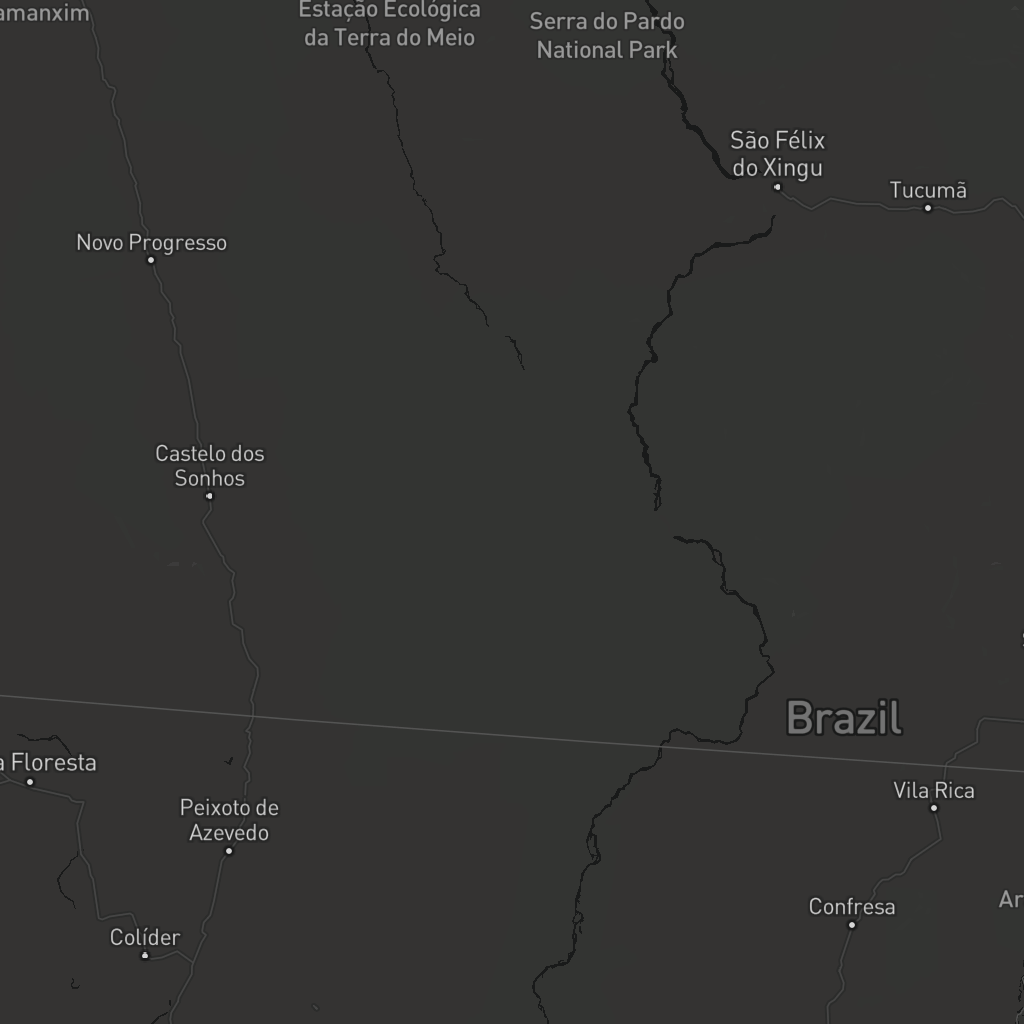 amanxim
Estação Ecológica
da Terra do Meio
Serra do Pardo
National Park
São Félix
do Xingu
Tucumã
Novo Progresso
Castelo dos
Sonhos
Brazil
a Floresta
Vila Rica
Peixoto de
Azevedo
Ar
Confresa
Colíder